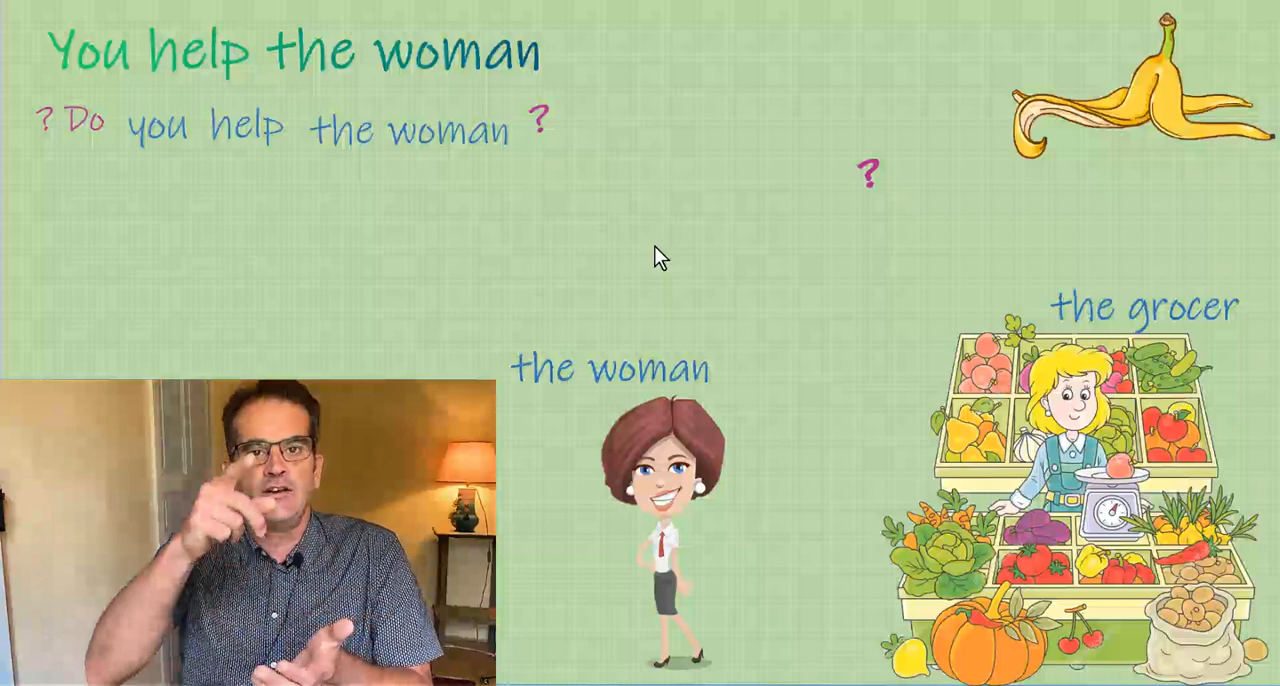 You help the woman
? Do you help the woman ?
?
the grocer
the woman